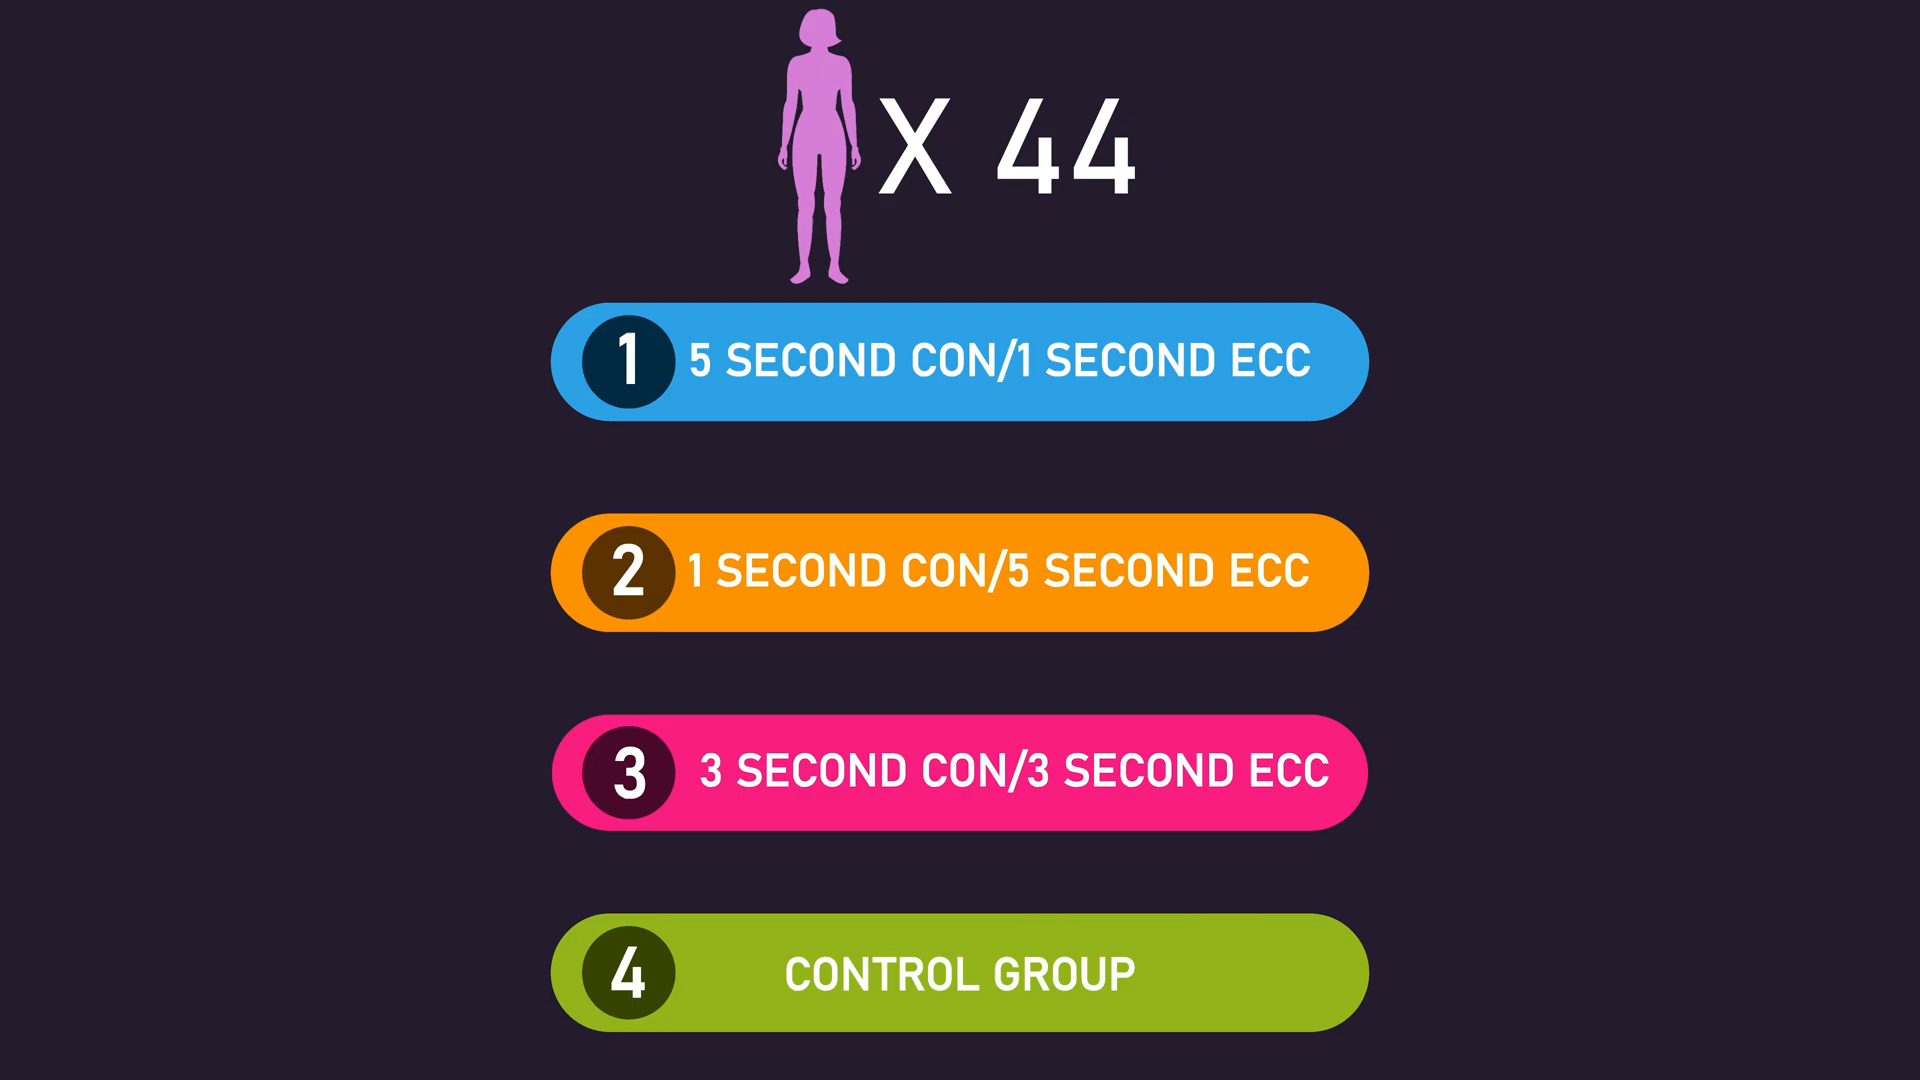 X 44
1 5 SECOND CON/1 SECOND ECC
2 1 SECOND CON/5 SECOND ECC
3 3 SECOND CON/3 SECOND ECC
4 CONTROL GROUP